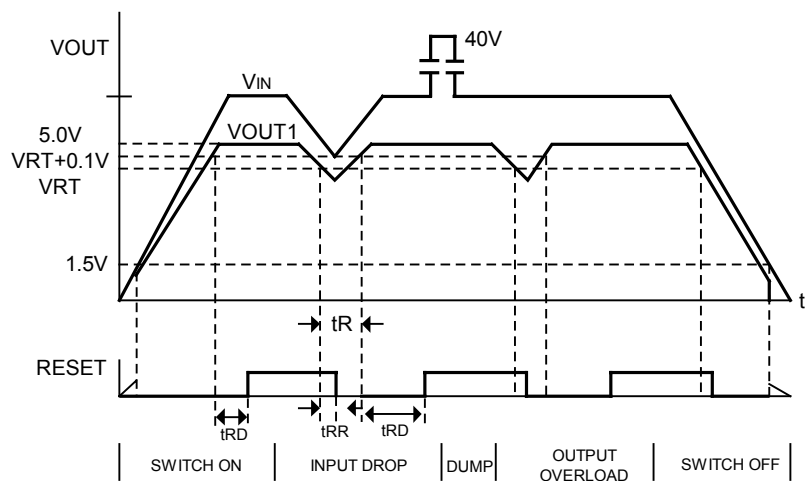 VOUT
40V
VIN
5.0V
VOUT1
VRT+0.1V
VRT
1.5V
t
tR
RESET
tRD
tRR
tRD
SWITCH ON
INPUT DROP
DUMP
OUTPUT
OVERLOAD
SWITCH OFF